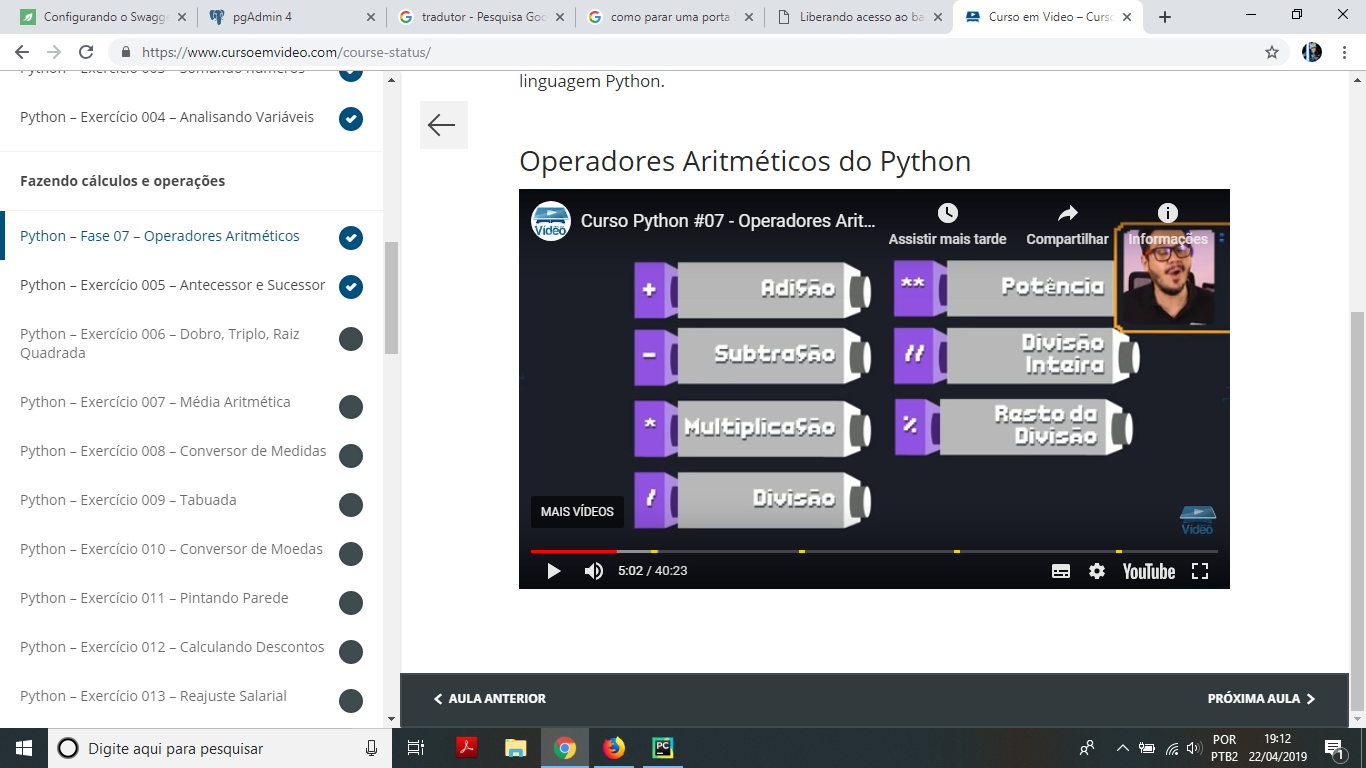 Configurando o Swagge
pgAdmin 4
tradutor - Pesquisa Goo
como parar uma porta
Liberando acesso ao ba
Curso em Video – Curso
https://www.cursoemvideo.com/course-status/
Python – Exercício 003 – Somando números
Python – Exercício 004 – Analisando Variáveis
Fazendo cálculos e operações
Python – Fase 07 – Operadores Aritméticos
Python – Exercício 005 – Antecessor e Sucessor
Python – Exercício 006 – Dobro, Triplo, Raiz
Quadrada
Python – Exercício 007 – Média Aritmética
Python – Exercício 008 – Conversor de Medidas
Python – Exercício 009 – Tabuada
Python – Exercício 010 – Conversor de Moedas
Python – Exercício 011 – Pintando Parede
Python – Exercício 012 – Calculando Descontos
Python – Exercício 013 – Reajuste Salarial
linguagem Python.
Operadores Aritméticos do Python
Vídeo
Curso Python #07 - Operadores Arit...
Assistir mais tarde
Compartilhar
Informações
+ Adição
- Subtração
* Multiplicação
/ Divisão
** Potência
// Divisão
Inteira
% Resto da
Divisão
MAIS VÍDEOS
Vídeo
5:02 / 40:23
YouTube
AULA ANTERIOR
PRÓXIMA AULA
Digite aqui para pesquisar
PC
POR
PTB2
19:12
22/04/2019
1